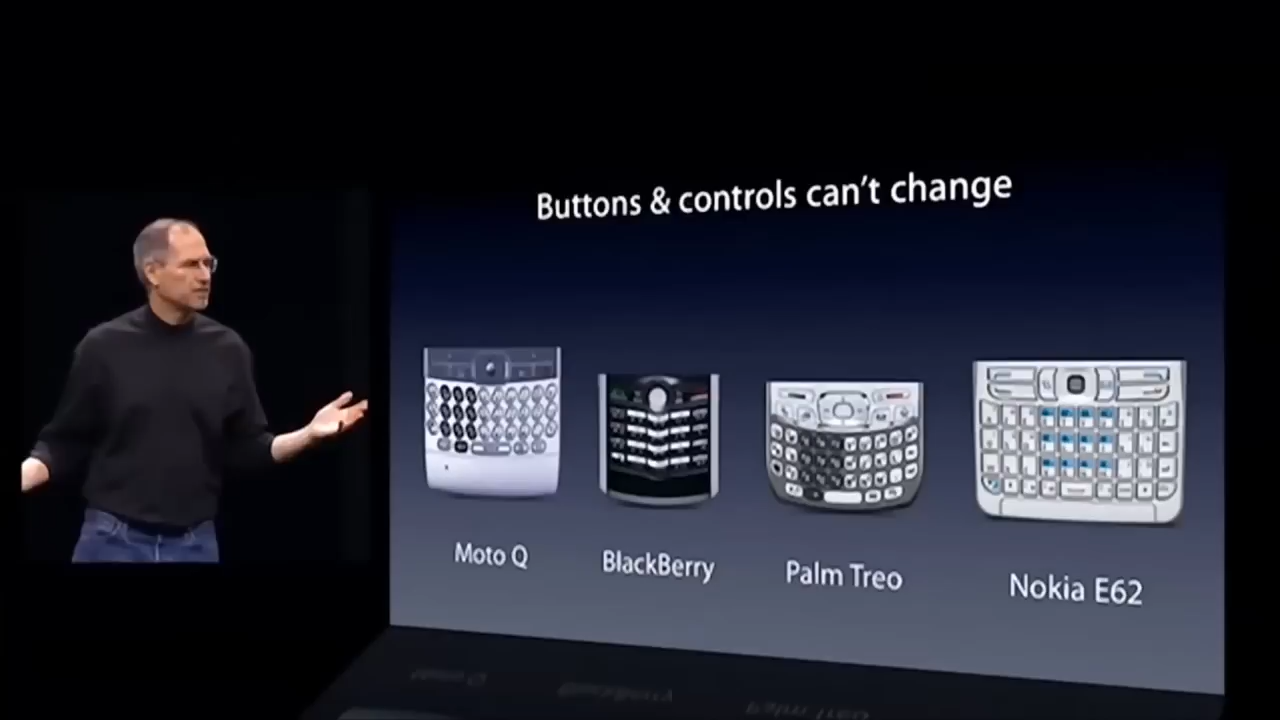 Buttons & controls can't change
Moto Q
BlackBerry
Palm Treo
Nokia E62